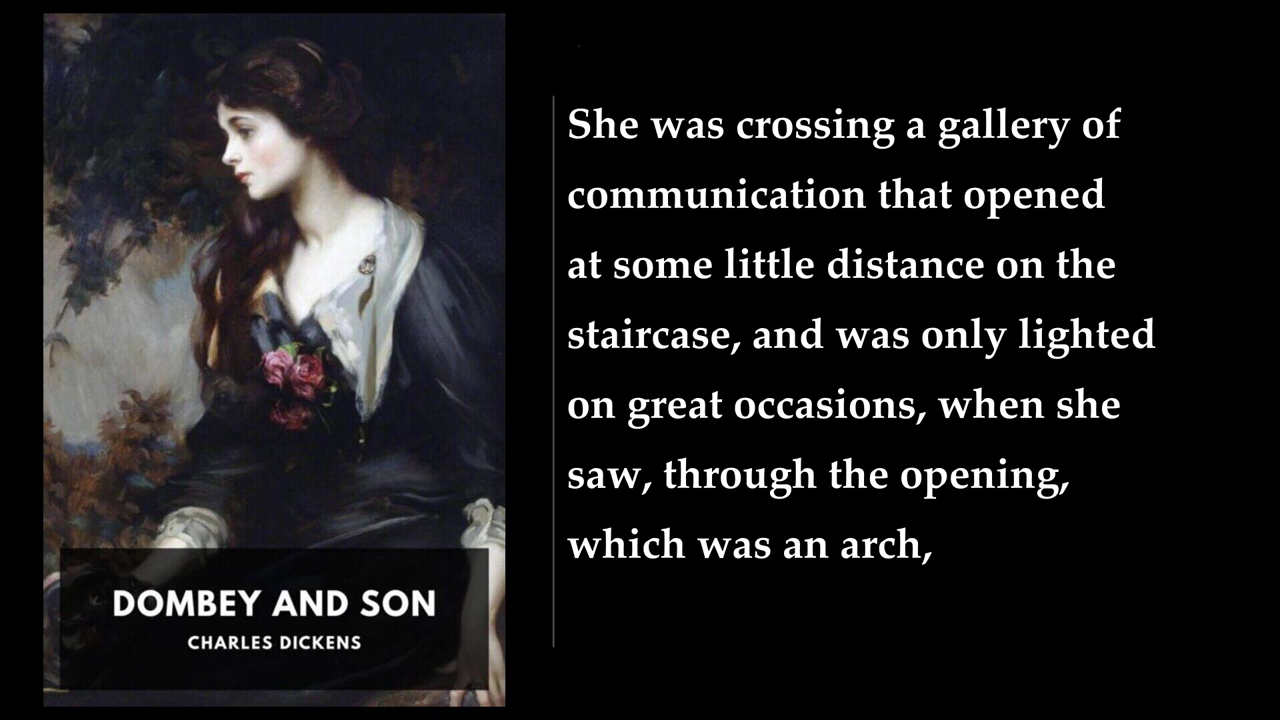 DOMBEY AND SON
CHARLES DICKENS
She was crossing a gallery of
communication that opened
at some little distance on the
staircase, and was only lighted
on great occasions, when she
saw, through the opening,
which was an arch,